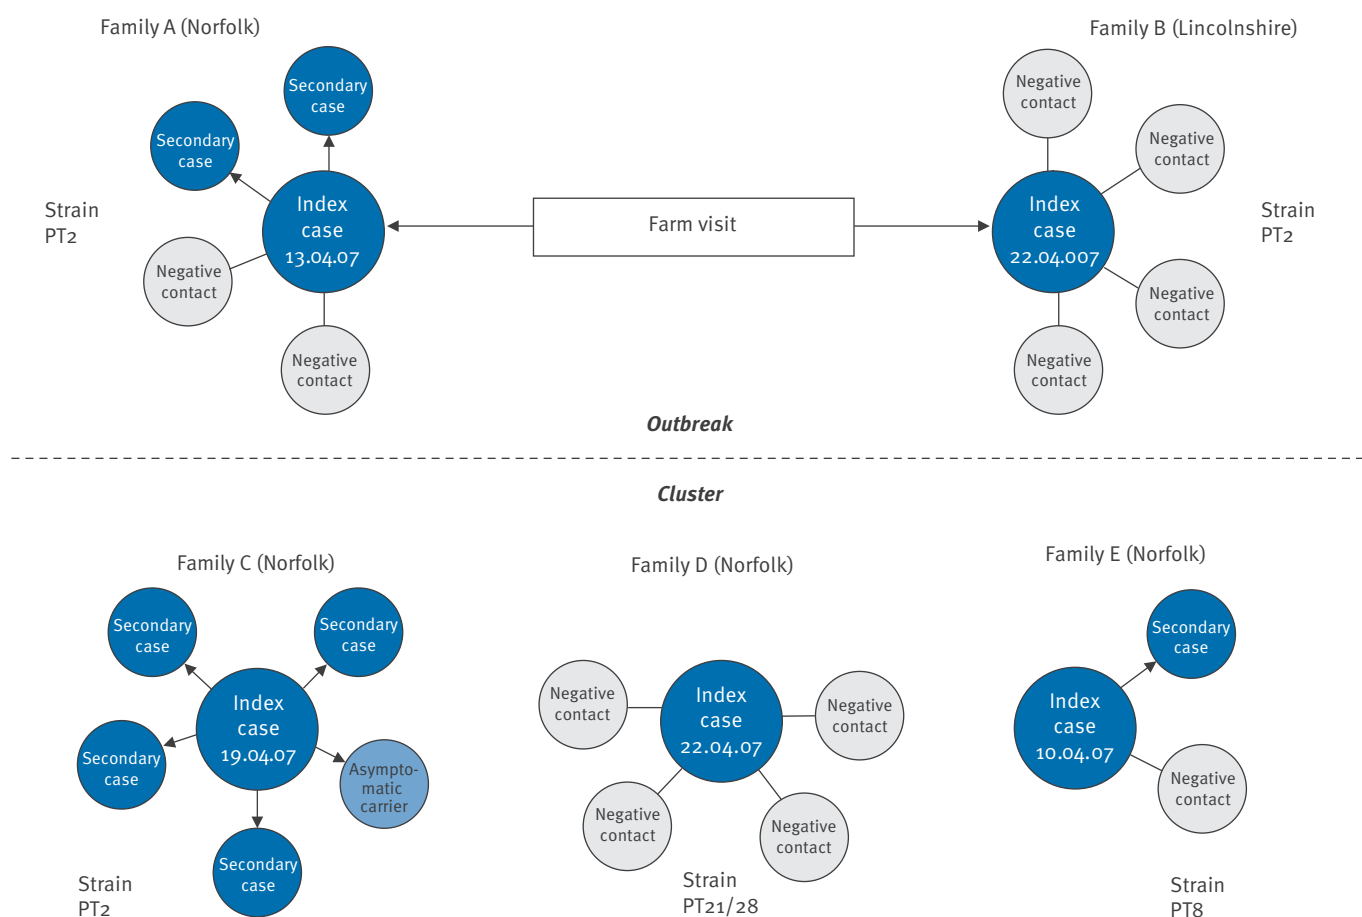 Family A (Norfolk)
Family B (Lincolnshire)
Secondary
case
Secondary
case
Strain
PT2
Index
case
13.04.07
Negative
contact
Negative
contact
Farm visit
Negative
contact
Negative
contact
Index
case
22.04.007
Strain
PT2
Negative
contact
Negative
contact
Outbreak
Cluster
Family C (Norfolk)
Secondary
case
Secondary
case
Index
case
19.04.07
Secondary
case
Asympto-
matic
carrier
Secondary
case
Strain
PT2
Family D (Norfolk)
Negative
contact
Index
case
22.04.07
Negative
contact
Negative
contact
Negative
contact
Strain
PT21/28
Family E (Norfolk)
Secondary
case
Index
case
10.04.07
Negative
contact
Strain
PT8